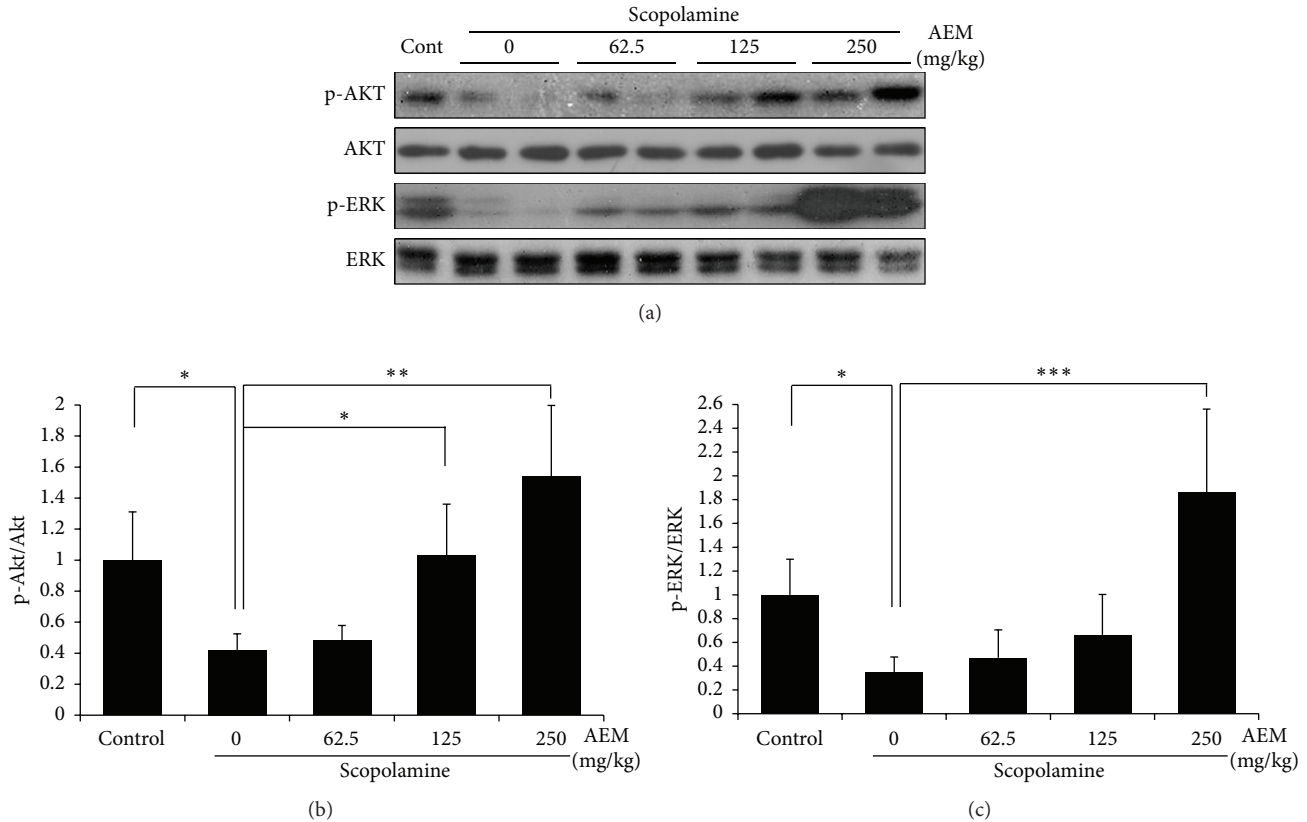 Scopolamine
Cont 0 62.5 125 250 AEM
(mg/kg)
p-AKT
AKT
p-ERK
ERK
(a)
* ** *
p-Akt/Akt
2
1.8
1.6
1.4
1.2
1
0.8
0.6
0.4
0.2
0
Control 0 62.5 125 250 AEM
(mg/kg)
Scopolamine
(b)
* ***
p-ERK/ERK
2.6
2.4
2.2
2
1.8
1.6
1.4
1.2
1
0.8
0.6
0.4
0.2
0
Control 0 62.5 125 250 AEM
(mg/kg)
Scopolamine
(c)